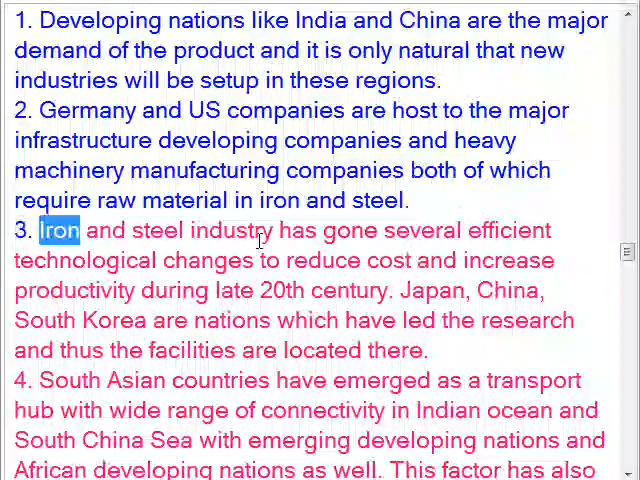 1. Developing nations like India and China are the major
demand of the product and it is only natural that new
industries will be setup in these regions.
2. Germany and US companies are host to the major
infrastructure developing companies and heavy
machinery manufacturing companies both of which
require raw material in iron and steel.
3. Iron and steel industry has gone several efficient
technological changes to reduce cost and increase
productivity during late 20th century. Japan, China,
South Korea are nations which have led the research
and thus the facilities are located there.
4. South Asian countries have emerged as a transport
hub with wide range of connectivity in Indian ocean and
South China Sea with emerging developing nations and
African developing nations as well. This factor has also